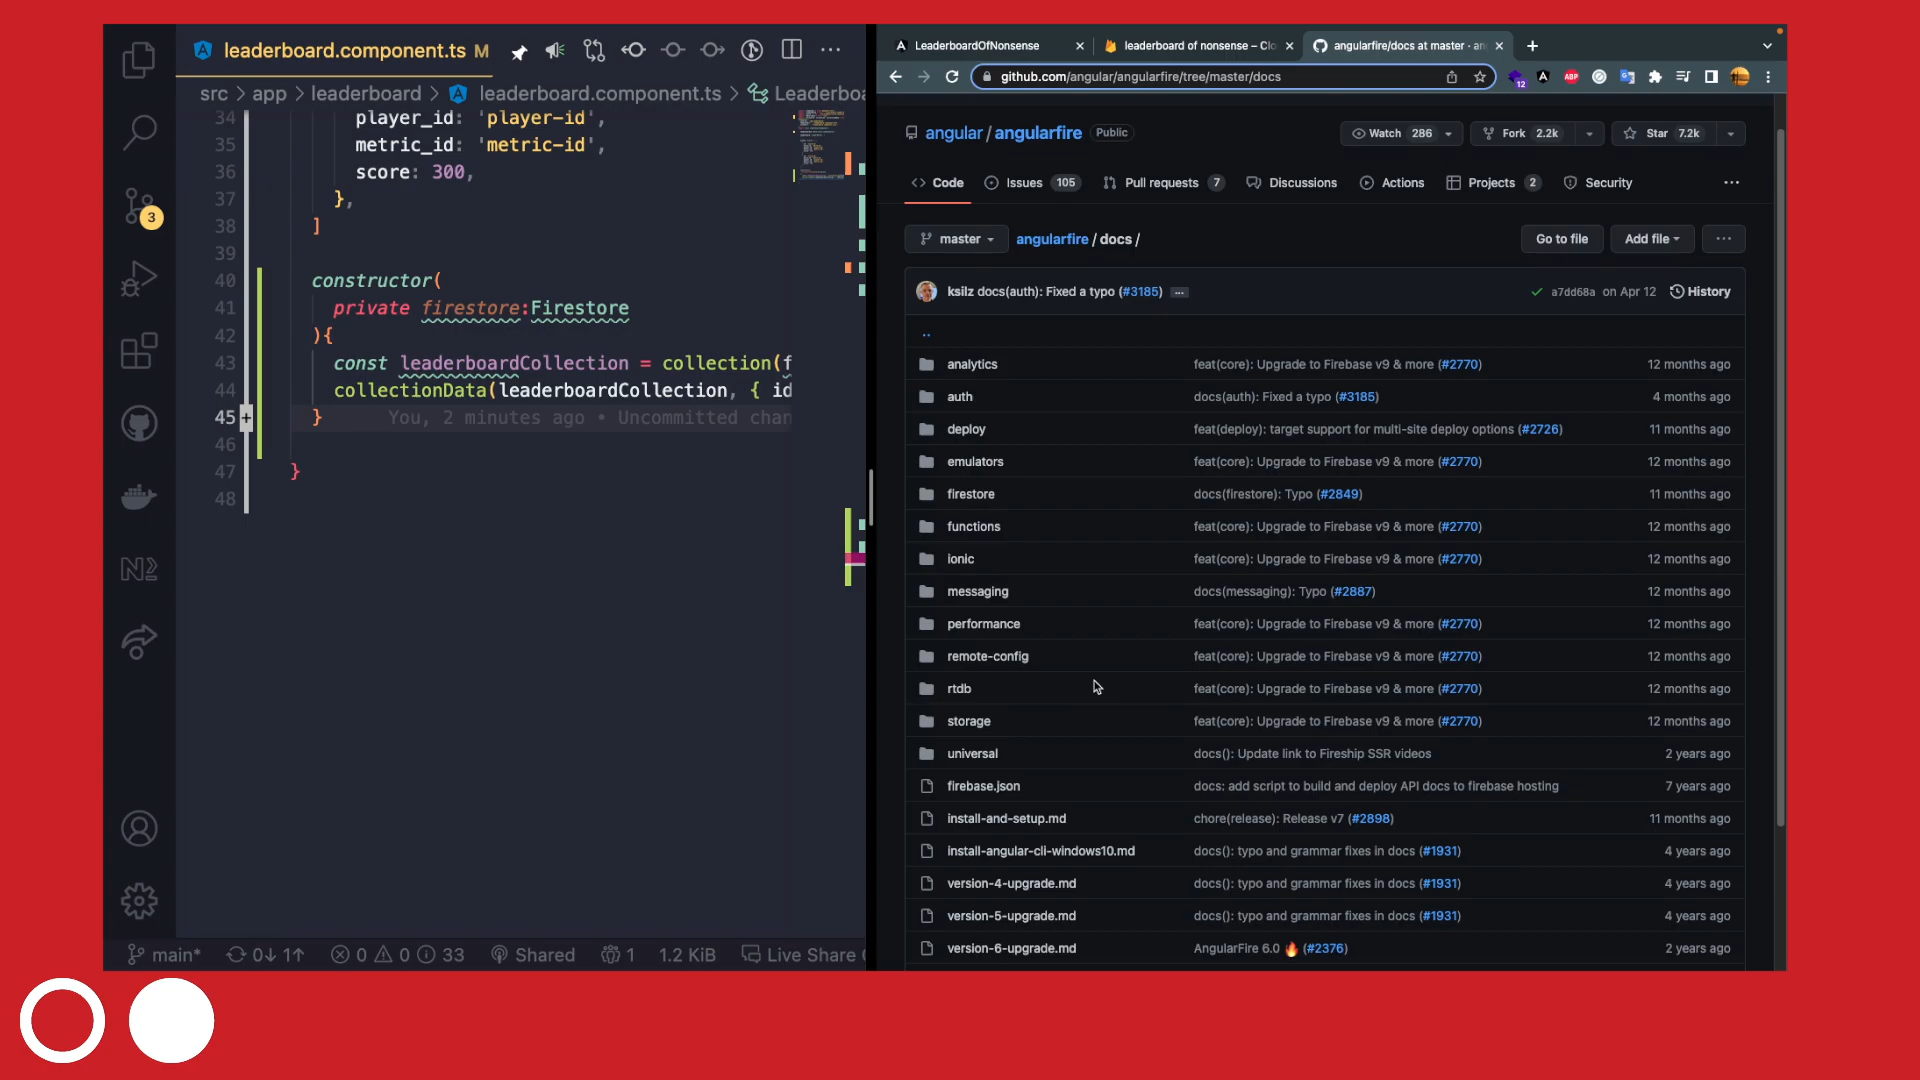 leaderboard.component.ts M
src > app > leaderboard > leaderboard.component.ts >
34 player_id: 'player-id',
35 metric_id: 'metric-id',
36 score: 300,
37 },
38 ]
39
40 constructor(
41 private firestore:Firestore
42 ){
43 const leaderboardCollection = collection(f
44 collectionData(leaderboardCollection, { id
45 } You, 2 minutes ago • Uncommitted chan
46
47 }
48
3
main* 0↓ 1↑ 0 0 33 Shared 1 1.2 KiB Live Share
LeaderboardOfNonsense
leaderboard of nonsense – Clo
angularfire/docs at master · an
github.com/angular/angularfire/tree/master/docs
12
ABP
angular / angularfire Public
Watch 286
Fork 2.2k
Star 7.2k
Code
Issues 105
Pull requests 7
Discussions
Actions
Projects 2
Security
master
angularfire / docs /
Go to file
Add file
ksilz docs(auth): Fixed a typo (#3185) a7dd68a on Apr 12 History
..
analytics feat(core): Upgrade to Firebase v9 & more (#2770) 12 months ago
auth docs(auth): Fixed a typo (#3185) 4 months ago
deploy feat(deploy): target support for multi-site deploy options (#2726) 11 months ago
emulators feat(core): Upgrade to Firebase v9 & more (#2770) 12 months ago
firestore docs(firestore): Typo (#2849) 11 months ago
functions feat(core): Upgrade to Firebase v9 & more (#2770) 12 months ago
ionic feat(core): Upgrade to Firebase v9 & more (#2770) 12 months ago
messaging docs(messaging): Typo (#2887) 12 months ago
performance feat(core): Upgrade to Firebase v9 & more (#2770) 12 months ago
remote-config feat(core): Upgrade to Firebase v9 & more (#2770) 12 months ago
rtdb feat(core): Upgrade to Firebase v9 & more (#2770) 12 months ago
storage feat(core): Upgrade to Firebase v9 & more (#2770) 12 months ago
universal docs(): Update link to Fireship SSR videos 2 years ago
firebase.json docs: add script to build and deploy API docs to firebase hosting 7 years ago
install-and-setup.md chore(release): Release v7 (#2898) 11 months ago
install-angular-cli-windows10.md docs(): typo and grammar fixes in docs (#1931) 4 years ago
version-4-upgrade.md docs(): typo and grammar fixes in docs (#1931) 4 years ago
version-5-upgrade.md docs(): typo and grammar fixes in docs (#1931) 4 years ago
version-6-upgrade.md AngularFire 6.0 🔥 (#2376) 2 years ago